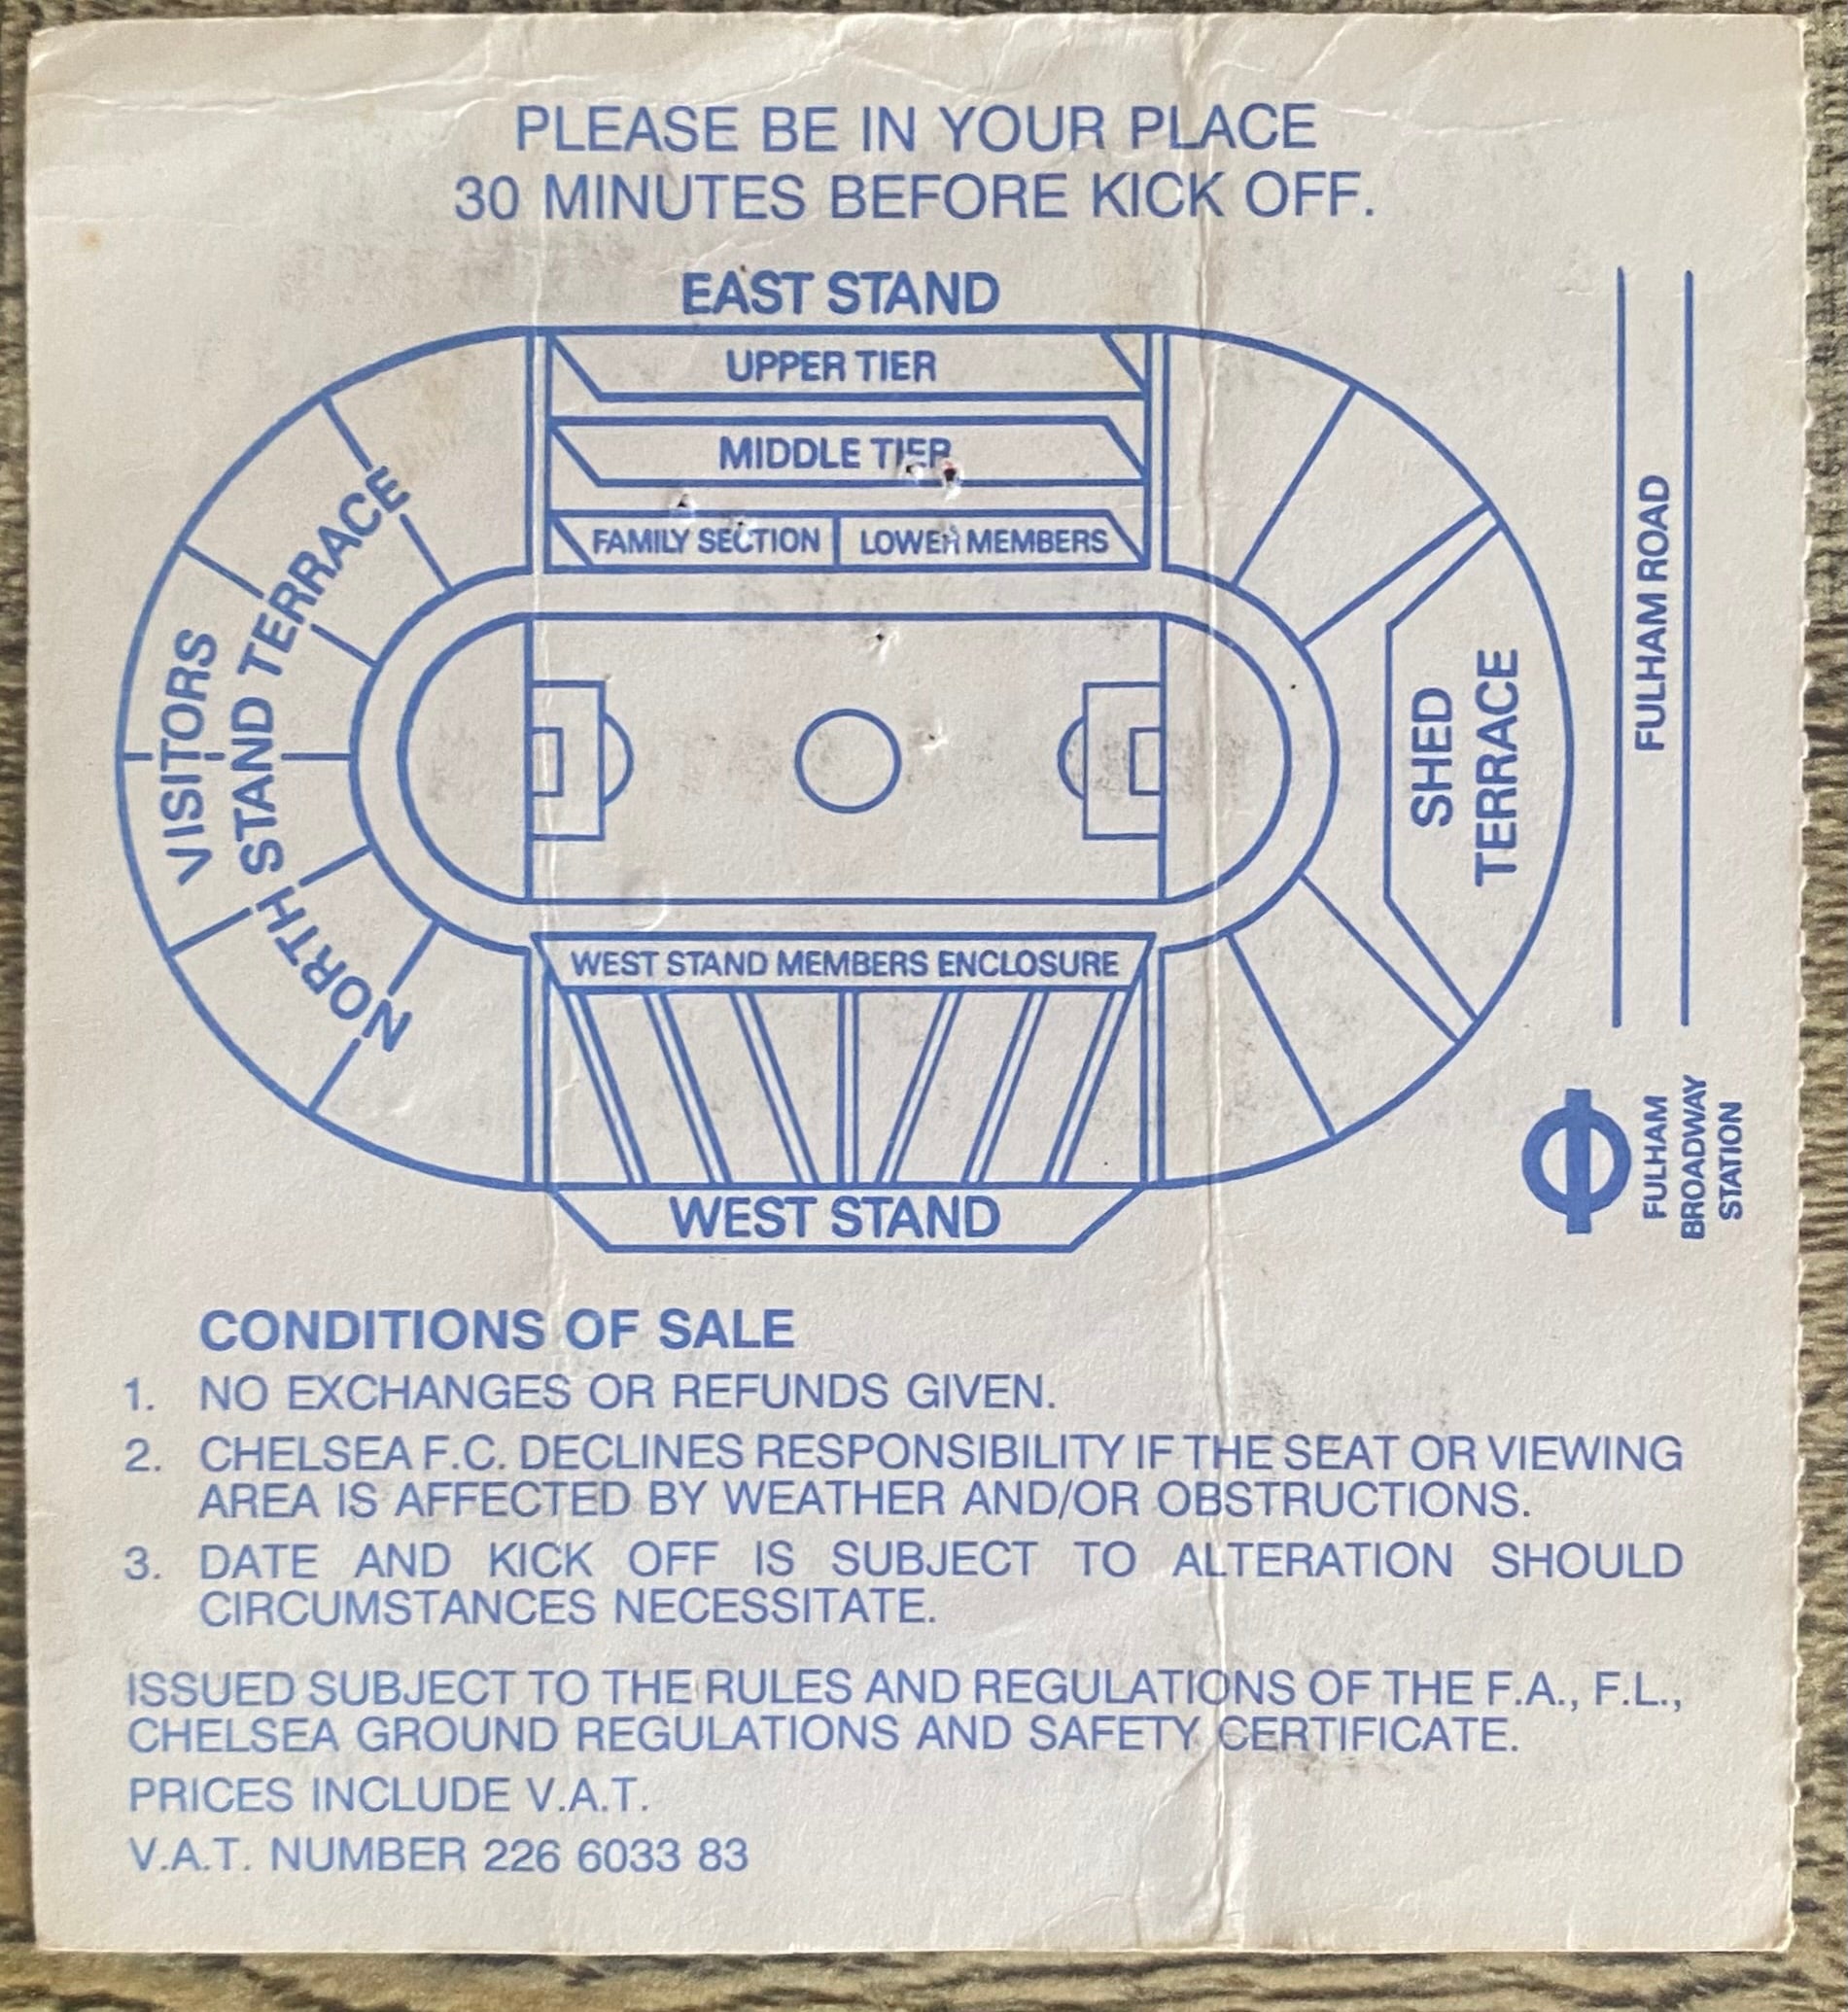 PLEASE BE IN YOUR PLACE
30 MINUTES BEFORE KICK OFF.
EAST STAND
UPPER TIER
MIDDLE TIER
FAMILY SECTION
LOWER MEMBERS
VISITORS
NORTH STAND TERRACE
SHED
TERRACE
FULHAM ROAD
WEST STAND MEMBERS ENCLOSURE
WEST STAND
FULHAM
BROADWAY
STATION
CONDITIONS OF SALE
1. NO EXCHANGES OR REFUNDS GIVEN.
2. CHELSEA F.C. DECLINES RESPONSIBILITY IF THE SEAT OR VIEWING
AREA IS AFFECTED BY WEATHER AND/OR OBSTRUCTIONS.
3. DATE AND KICK OFF IS SUBJECT TO ALTERATION SHOULD
CIRCUMSTANCES NECESSITATE.
ISSUED SUBJECT TO THE RULES AND REGULATIONS OF THE F.A., F.L.,
CHELSEA GROUND REGULATIONS AND SAFETY CERTIFICATE.
PRICES INCLUDE V.A.T.
V.A.T. NUMBER 226 6033 83